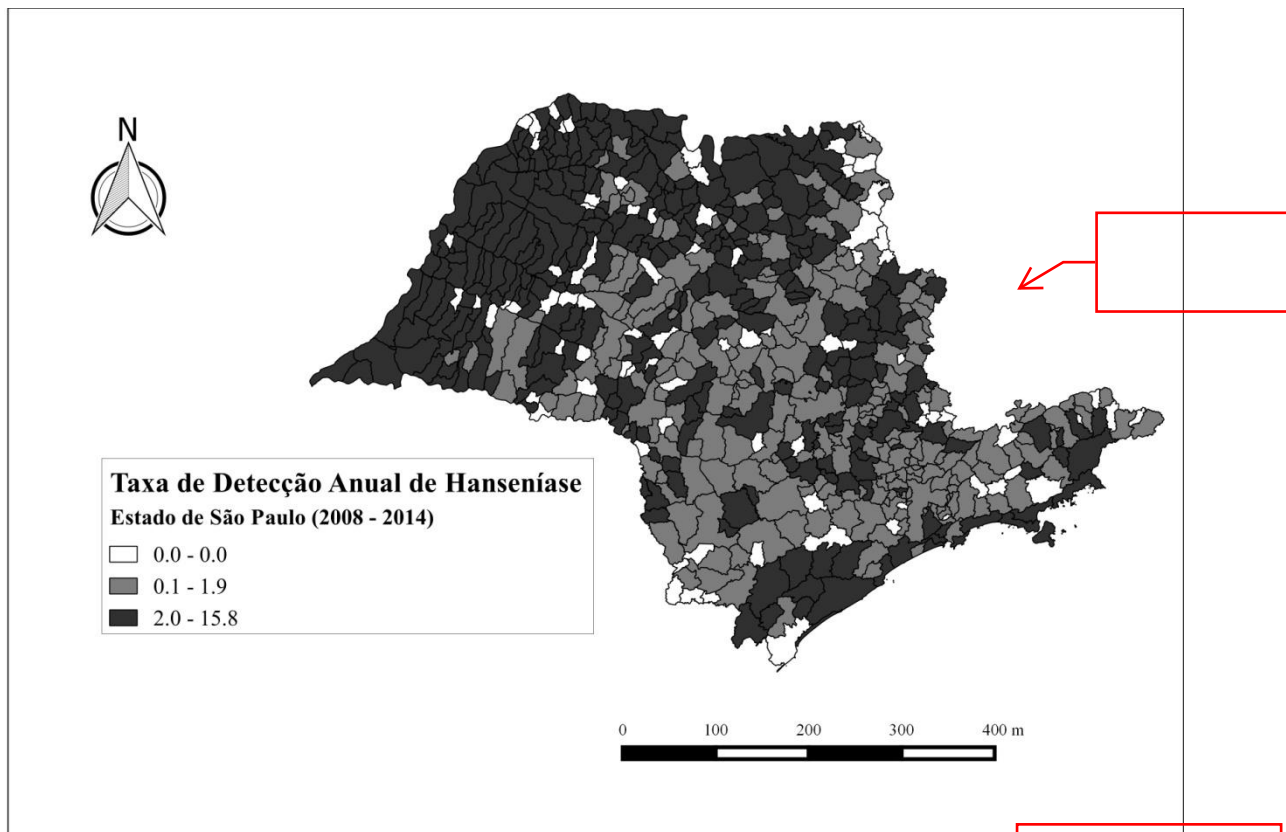 N
Taxa de Detecção Anual de Hanseníase
Estado de São Paulo (2008 - 2014)
0.0 - 0.0
0.1 - 1.9
2.0 - 15.8
0 100 200 300 400 m